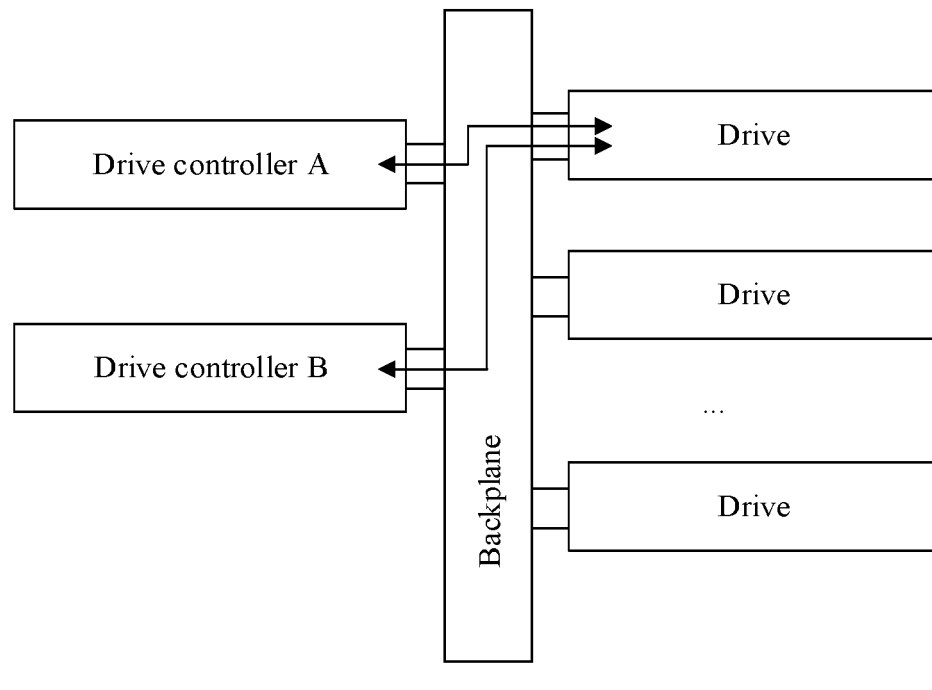 Drive controller A
Drive controller B
Backplane
Drive
Drive
...
Drive